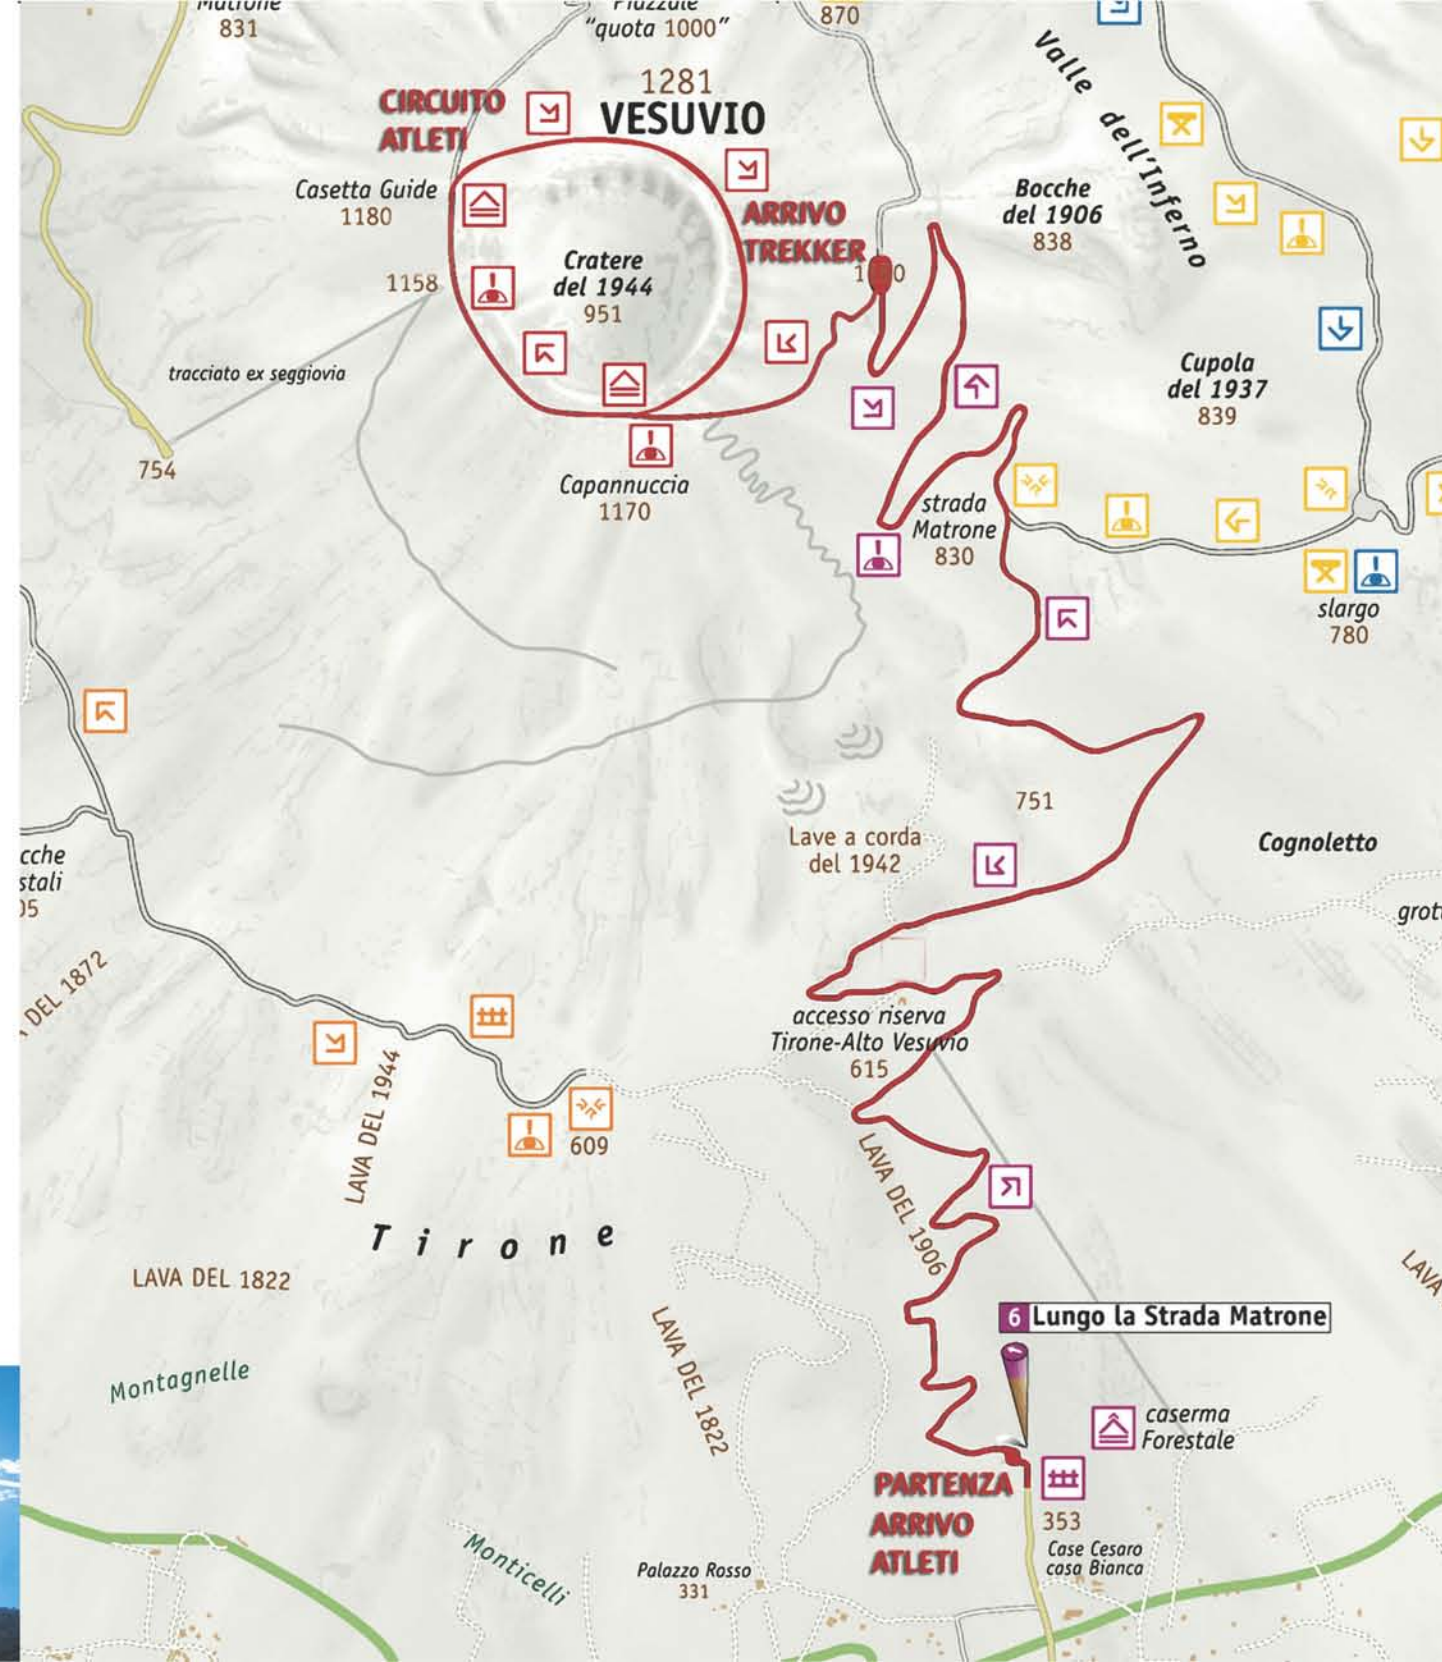 831
"quota 1000"
870
1281
VESUVIO
CIRCUITO
ATLETI
Valle dell'Inferno
Casetta Guide
1180
ARRIVO
TREKKER
Bocche
del 1906
838
1158
Cratere
del 1944
951
tracciato ex seggiovia
Cupola
del 1937
839
754
Capannuccia
1170
strada
Matrone
830
slargo
780
751
Lave a corda
del 1942
Cognoletto
cche
stali
05
grott
DEL 1872
accesso riserva
Tirone-Alto Vesuvio
615
LAVA DEL 1944
609
LAVA DEL 1906
Tirone
LAVA DEL 1822
LAVA
6 Lungo la Strada Matrone
LAVA DEL 1822
Montagnelle
caserma
Forestale
PARTENZA
ARRIVO
ATLETI
353
Case Cesaro
casa Bianca
Monticelli
Palazzo Rosso
331